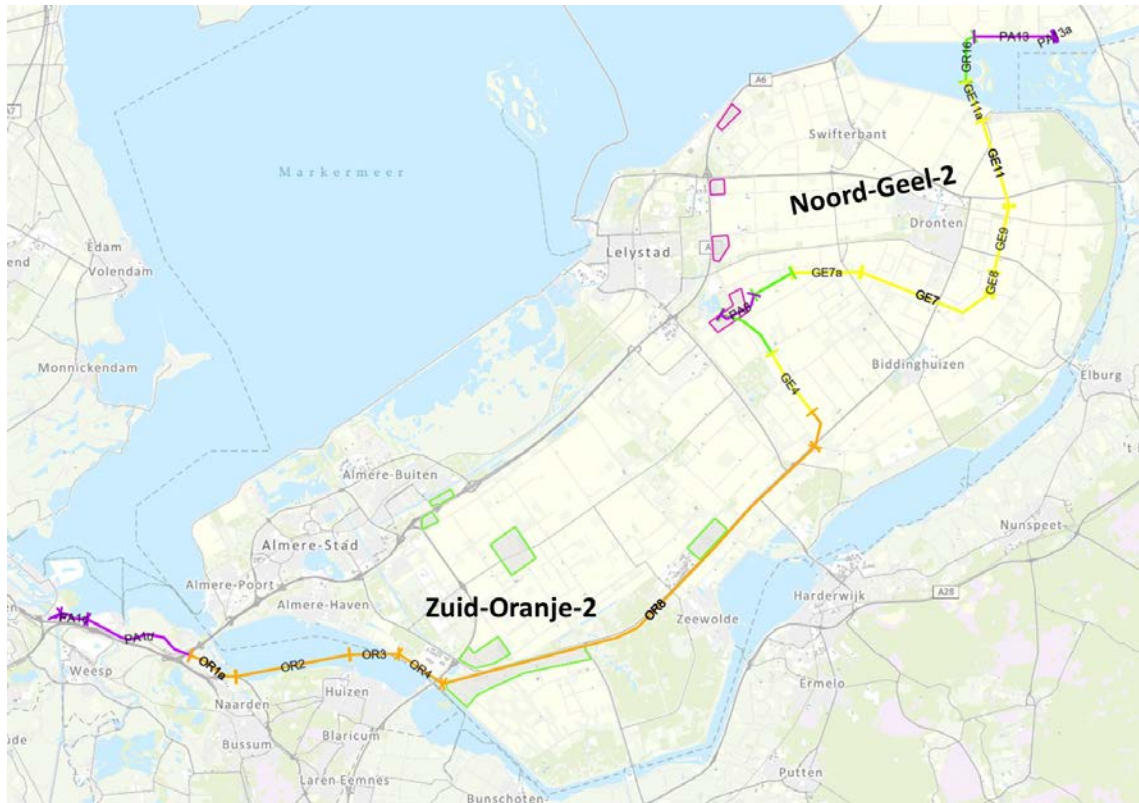 PA13
PA13a
A6
GR16
GE11a
A7
Swifterbant
Markermeer
GE11
Noord-Geel-2
Dronten
Edam
Volendam
Lelystad
GE9
GE7a
GE8
GE7
Monnickendam
Biddinghuizen
Elburg
GE4
't
Almere-Buiten
Nunspeet
Almere-Stad
Almere-Poort
Harderwijk
A28
Almere-Haven
Zuid-Oranje-2
OR8
Zeewolde
Weesp
OR1a
OR2
OR3
OR4
Huizen
Ermelo
Naarden
Blaricum
Bussum
Laren Eemnes
Putten
Bunschoten-